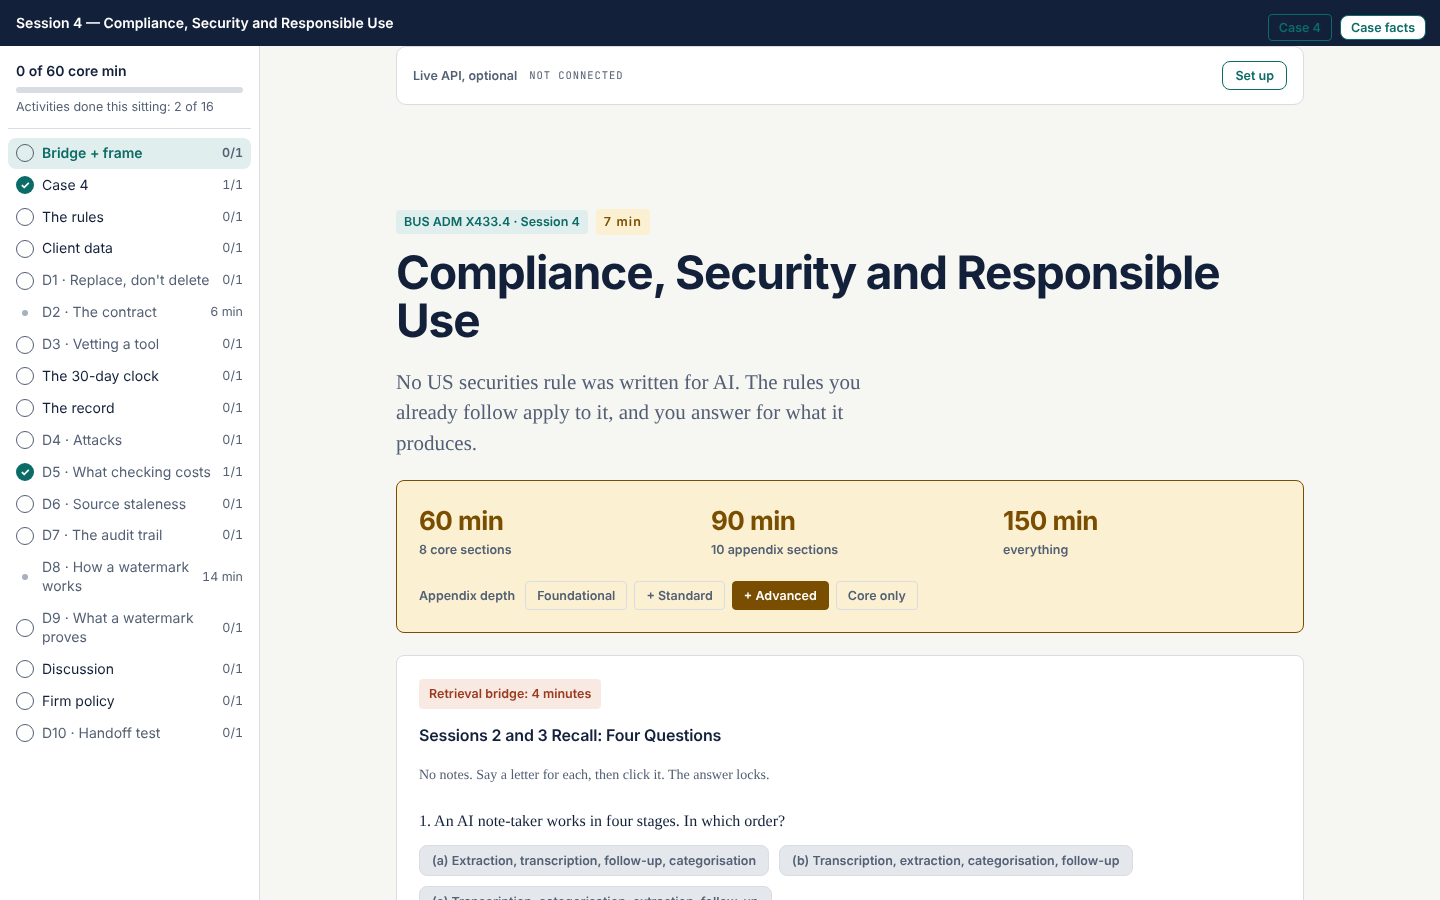 Session 4 — Compliance, Security and Responsible Use
Case 4
Case facts
0 of 60 core min
Activities done this sitting: 2 of 16
Bridge + frame 0/1
Case 4 1/1
The rules 0/1
Client data 0/1
D1 · Replace, don't delete 0/1
D2 · The contract 6 min
D3 · Vetting a tool 0/1
The 30-day clock 0/1
The record 0/1
D4 · Attacks 0/1
D5 · What checking costs 1/1
D6 · Source staleness 0/1
D7 · The audit trail 0/1
D8 · How a watermark
works
14 min
D9 · What a watermark
proves
0/1
Discussion 0/1
Firm policy 0/1
D10 · Handoff test 0/1
Live API, optional NOT CONNECTED
Set up
BUS ADM X433.4 · Session 4
7 min
Compliance, Security and Responsible
Use
No US securities rule was written for AI. The rules you
already follow apply to it, and you answer for what it
produces.
60 min
8 core sections
90 min
10 appendix sections
150 min
everything
Appendix depth
Foundational
+ Standard
+ Advanced
Core only
Retrieval bridge: 4 minutes
Sessions 2 and 3 Recall: Four Questions
No notes. Say a letter for each, then click it. The answer locks.
1. An AI note-taker works in four stages. In which order?
(a) Extraction, transcription, follow-up, categorisation
(b) Transcription, extraction, categorisation, follow-up
(c) Transcription, categorisation, extraction, follow-up